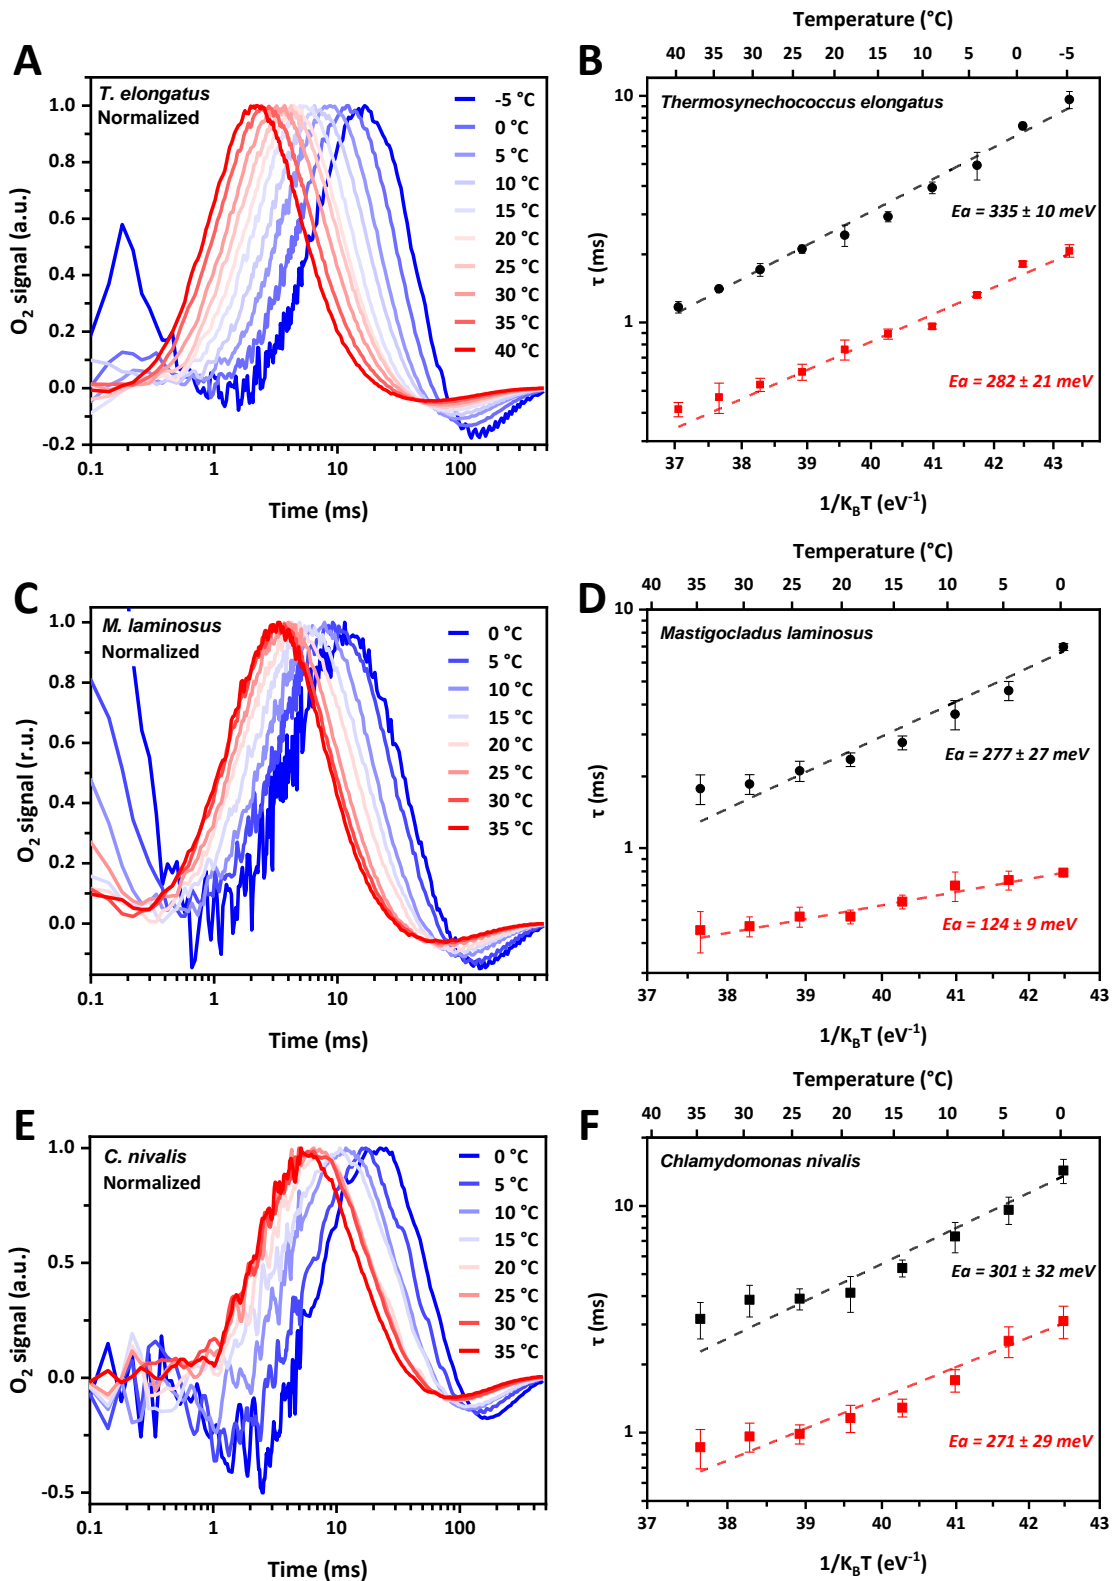 A
T. elongatus
Normalized
-5 °C
0 °C
5 °C
10 °C
15 °C
20 °C
25 °C
30 °C
35 °C
40 °C
1.0
0.8
0.6
0.4
0.2
0.0
-0.2
O₂ signal (a.u.)
0.1 1 10 100
Time (ms)
B
Temperature (°C)
40 35 30 25 20 15 10 5 0 -5
Thermosynechococcus elongatus
10
1
τ (ms)
Ea = 335 ± 10 meV
Ea = 282 ± 21 meV
37 38 39 40 41 42 43
1/K_BT (eV⁻¹)
C
M. laminosus
Normalized
0 °C
5 °C
10 °C
15 °C
20 °C
25 °C
30 °C
35 °C
1.0
0.8
0.6
0.4
0.2
0.0
O₂ signal (r.u.)
0.1 1 10 100
Time (ms)
D
Temperature (°C)
40 35 30 25 20 15 10 5 0
Mastigocladus laminosus
10
1
τ (ms)
Ea = 277 ± 27 meV
Ea = 124 ± 9 meV
37 38 39 40 41 42 43
1/K_BT (eV⁻¹)
E
C. nivalis
Normalized
0 °C
5 °C
10 °C
15 °C
20 °C
25 °C
30 °C
35 °C
1.0
0.5
0.0
-0.5
O₂ signal (a.u.)
0.1 1 10 100
Time (ms)
F
Temperature (°C)
40 35 30 25 20 15 10 5 0
Chlamydomonas nivalis
10
1
τ (ms)
Ea = 301 ± 32 meV
Ea = 271 ± 29 meV
37 38 39 40 41 42 43
1/K_BT (eV⁻¹)